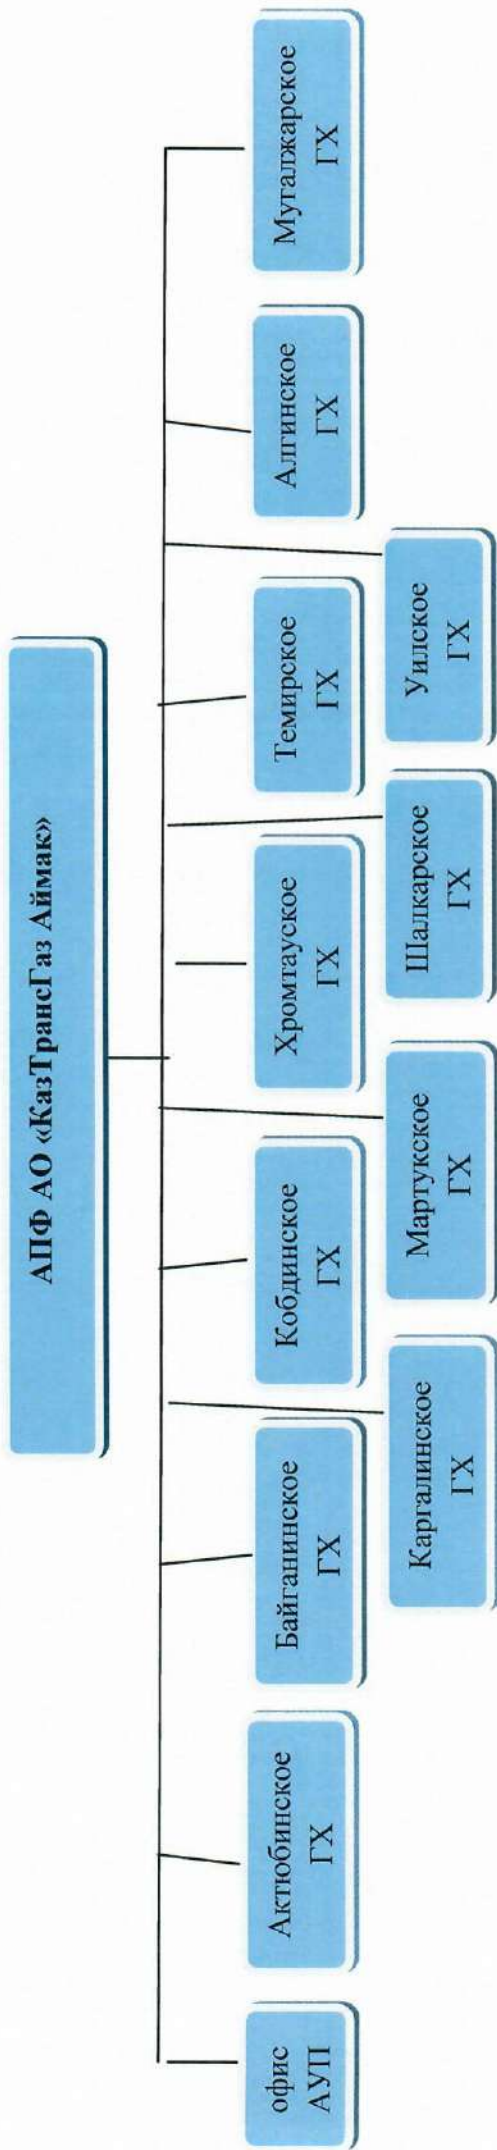 АПФ АО «КазТрансГаз Аймак»
офис
АУП
Актюбинское
ГХ
Байганинское
ГХ
Кобдинское
ГХ
Хромтауское
ГХ
Темирское
ГХ
Алгинское
ГХ
Мугалжарское
ГХ
Каргалинское
ГХ
Мартукское
ГХ
Шалкарское
ГХ
Уилское
ГХ